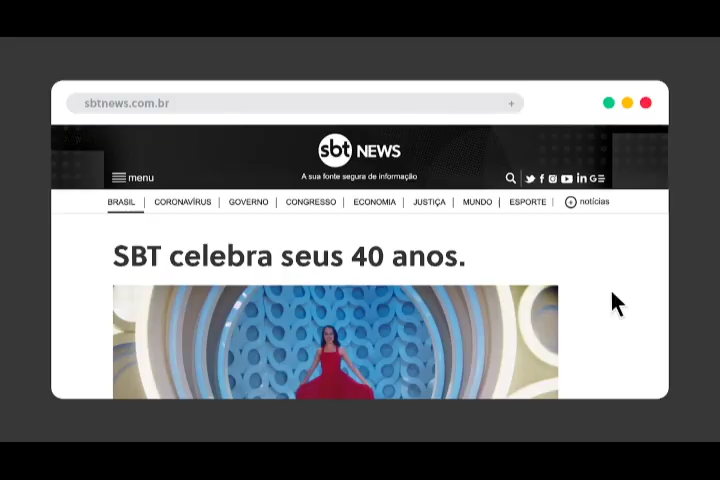 sbtnews.com.br +
sbt NEWS
A sua fonte segura de informação
menu
BRASIL | CORONAVÍRUS | GOVERNO | CONGRESSO | ECONOMIA | JUSTIÇA | MUNDO | ESPORTE | + notícias
SBT celebra seus 40 anos.